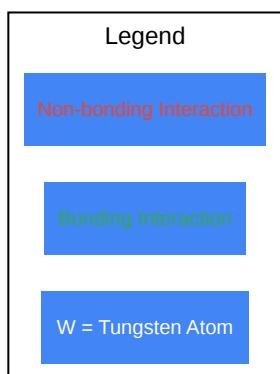 Legend
Non-bonding Interaction
Bonding Interaction
W = Tungsten Atom